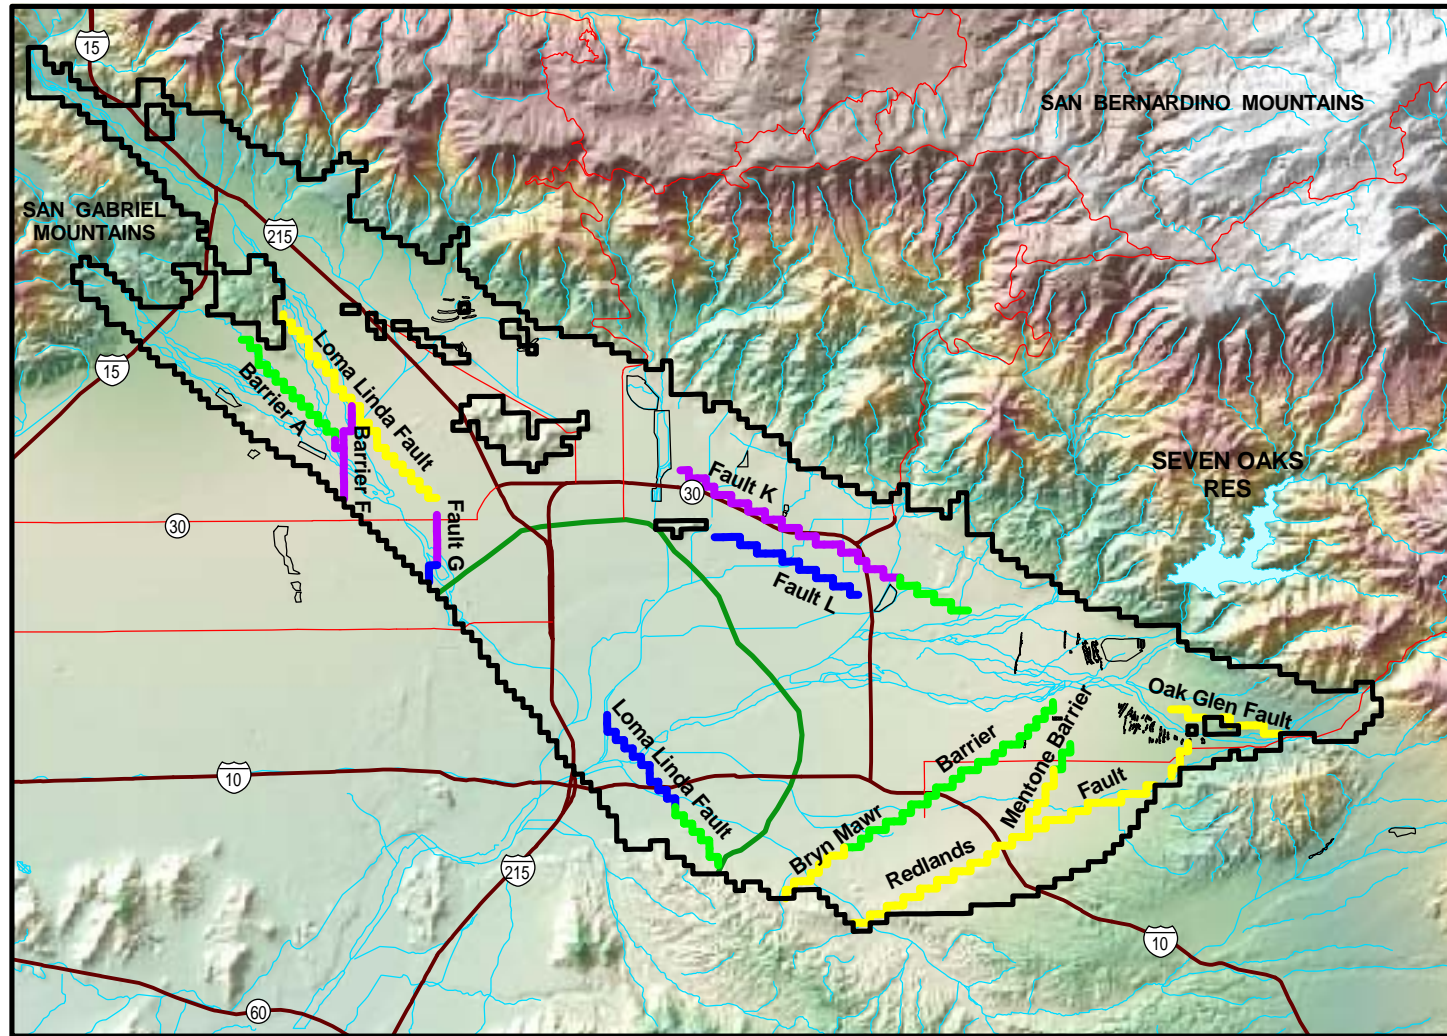 15
SAN BERNARDINO MOUNTAINS
SAN GABRIEL
MOUNTAINS
215
15
Loma Linda Fault
Barrier A
Barrier F
Fault G
30
Fault K
30
Fault L
SEVEN OAKS
RES
Oak Glen Fault
Loma Linda Fault
Bryn Mawr Barrier
Mentone Barrier
Redlands Fault
10
215
10
60